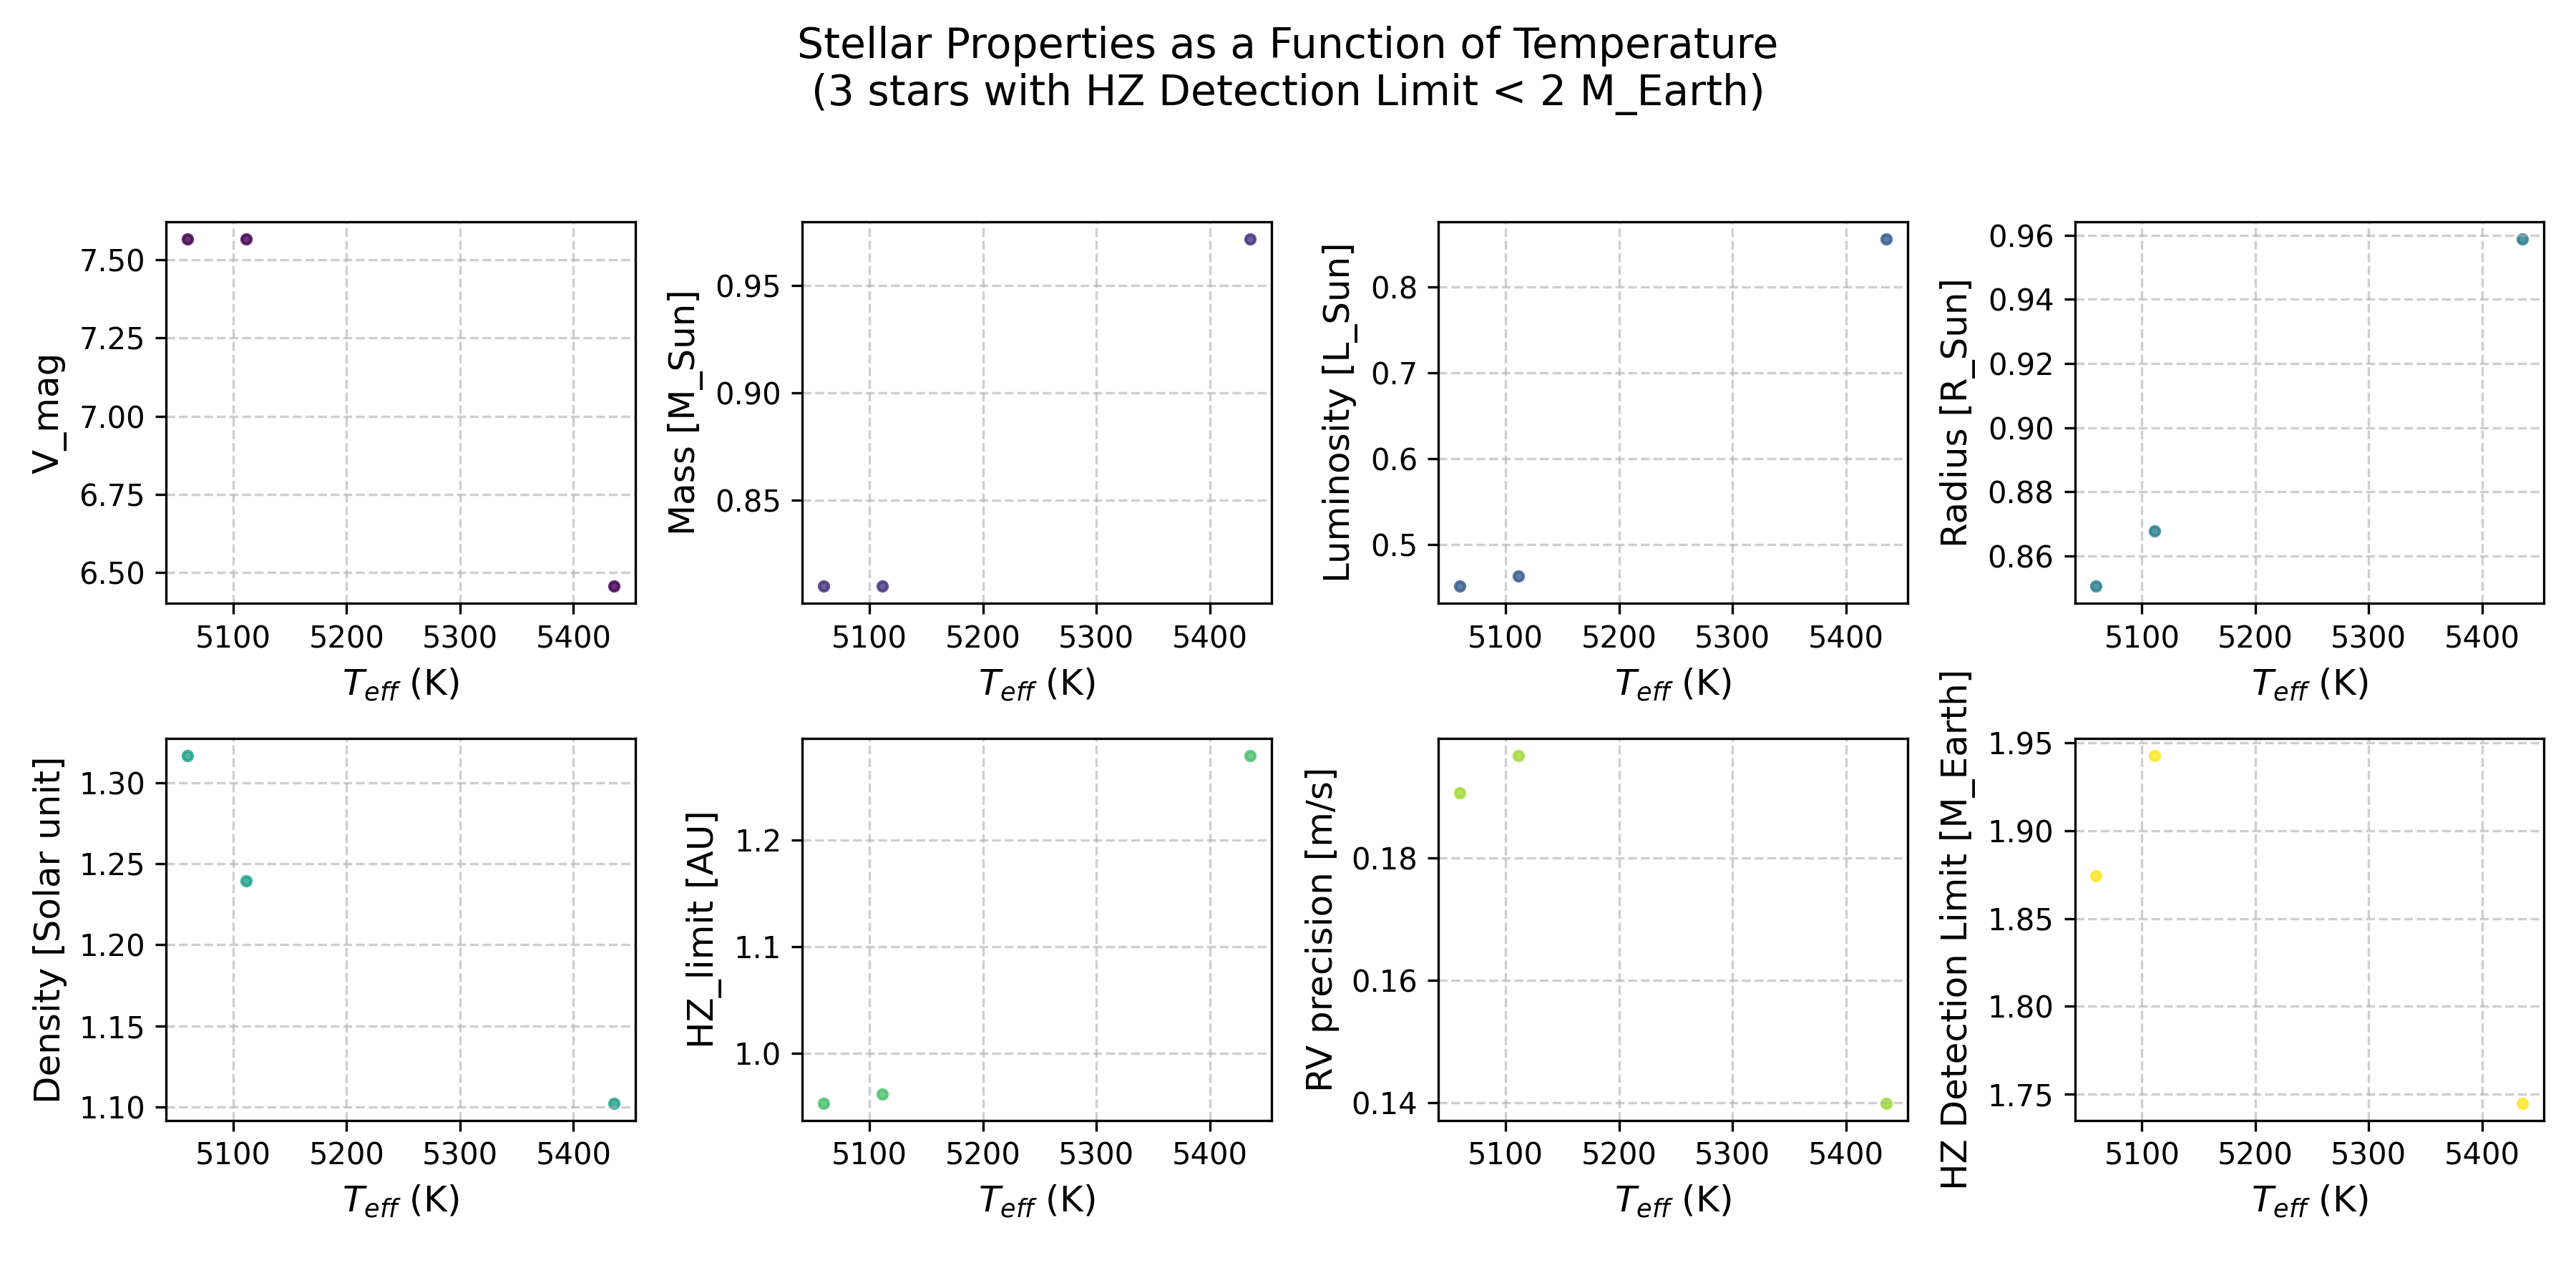 Stellar Properties as a Function of Temperature
(3 stars with HZ Detection Limit < 2 M_Earth)
V_mag
7.50
7.25
7.00
6.75
6.50
5100 5200 5300 5400
T_eff (K)
Mass [M_Sun]
0.95
0.90
0.85
5100 5200 5300 5400
T_eff (K)
Luminosity [L_Sun]
0.8
0.7
0.6
0.5
5100 5200 5300 5400
T_eff (K)
Radius [R_Sun]
0.96
0.94
0.92
0.90
0.88
0.86
5100 5200 5300 5400
T_eff (K)
Density [Solar unit]
1.30
1.25
1.20
1.15
1.10
5100 5200 5300 5400
T_eff (K)
HZ_limit [AU]
1.2
1.1
1.0
5100 5200 5300 5400
T_eff (K)
RV precision [m/s]
0.18
0.16
0.14
5100 5200 5300 5400
T_eff (K)
HZ Detection Limit [M_Earth]
1.95
1.90
1.85
1.80
1.75
5100 5200 5300 5400
T_eff (K)